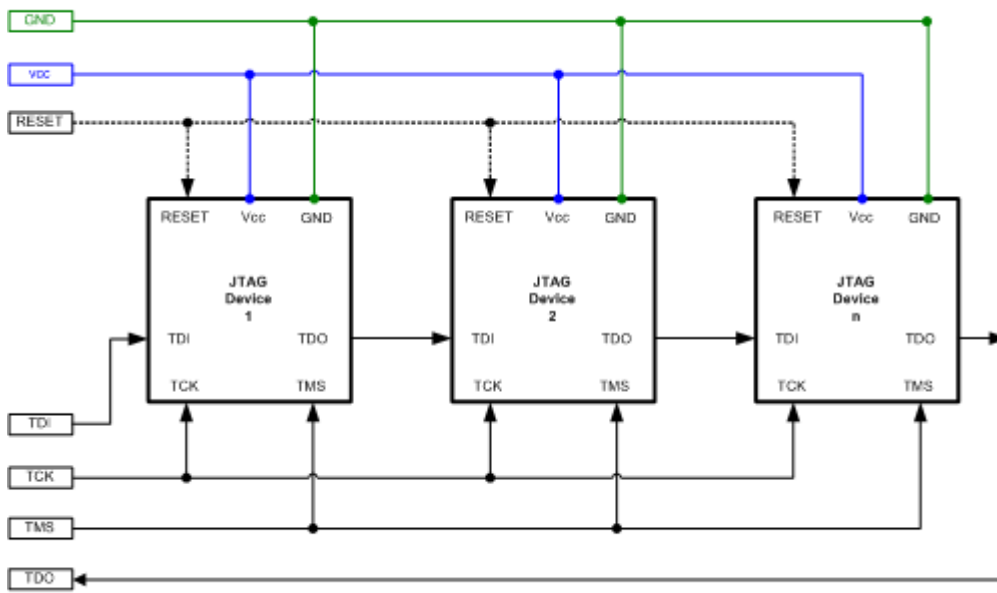 GND
VCC
RESET
RESET Vcc GND
JTAG
Device
1
TDI TDO
TCK TMS
RESET Vcc GND
JTAG
Device
2
TDI TDO
TCK TMS
RESET Vcc GND
JTAG
Device
n
TDI TDO
TCK TMS
TDI
TCK
TMS
TDO